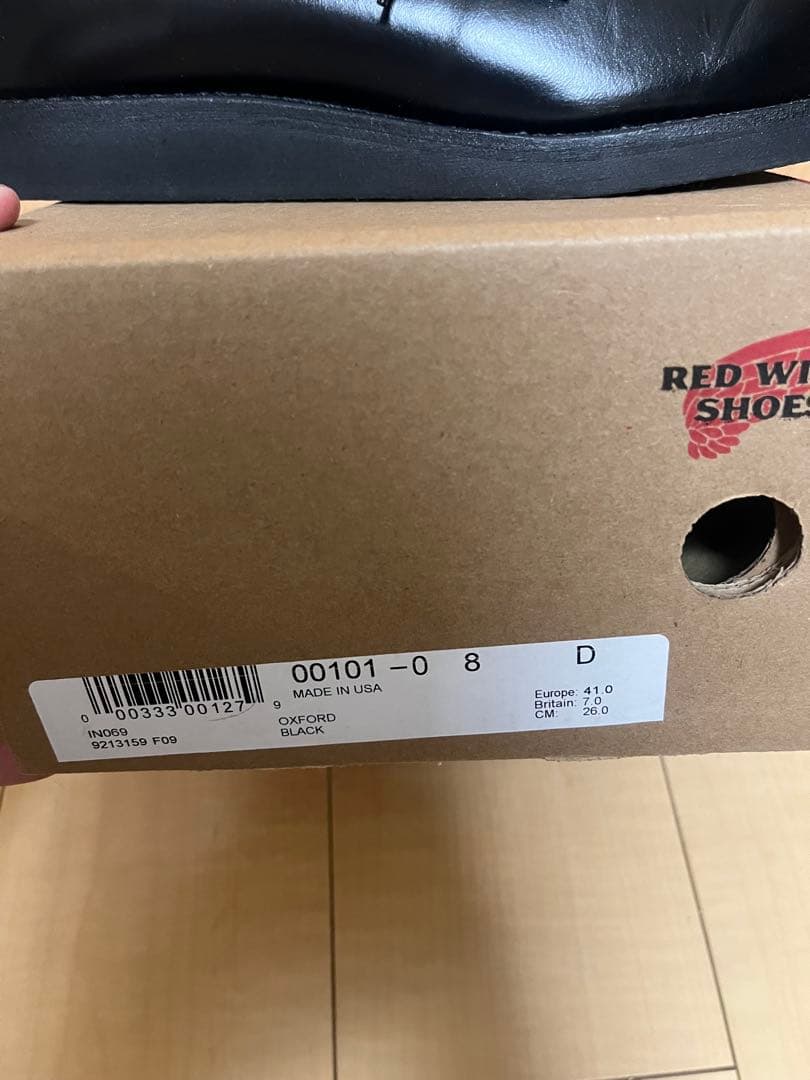 RED WI
SHOES
00101 -0 8 D
MADE IN USA
0 00333 00127 9
OXFORD
BLACK
IN069
9213159 F09
Europe: 41.0
Britain: 7.0
CM: 26.0